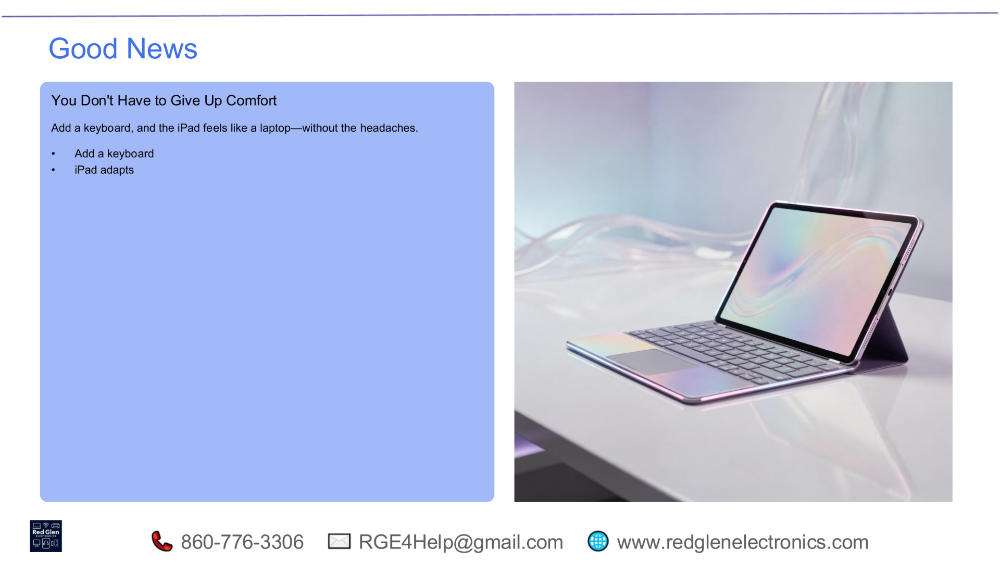 Good News
You Don't Have to Give Up Comfort
Add a keyboard, and the iPad feels like a laptop—without the headaches.
• Add a keyboard
• iPad adapts
Red Glen
ELECTRONICS
860-776-3306 RGE4Help@gmail.com www.redglenelectronics.com